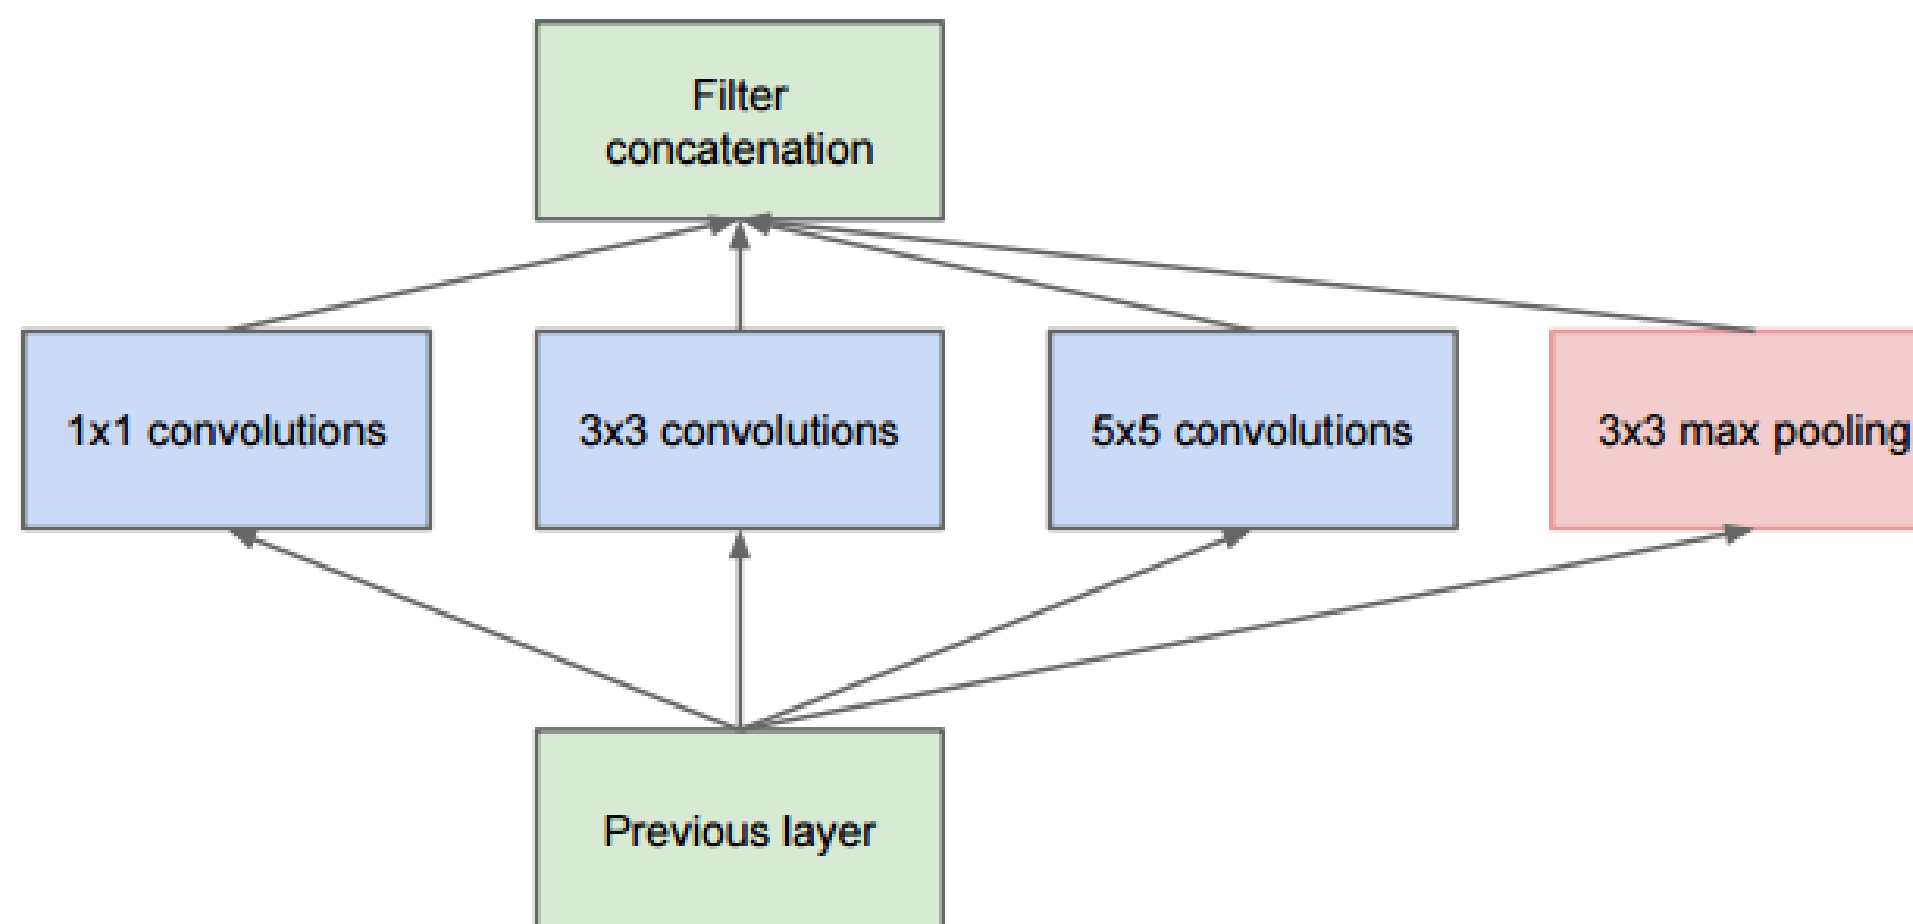 Filter
concatenation
1x1 convolutions
3x3 convolutions
5x5 convolutions
3x3 max pooling
Previous layer